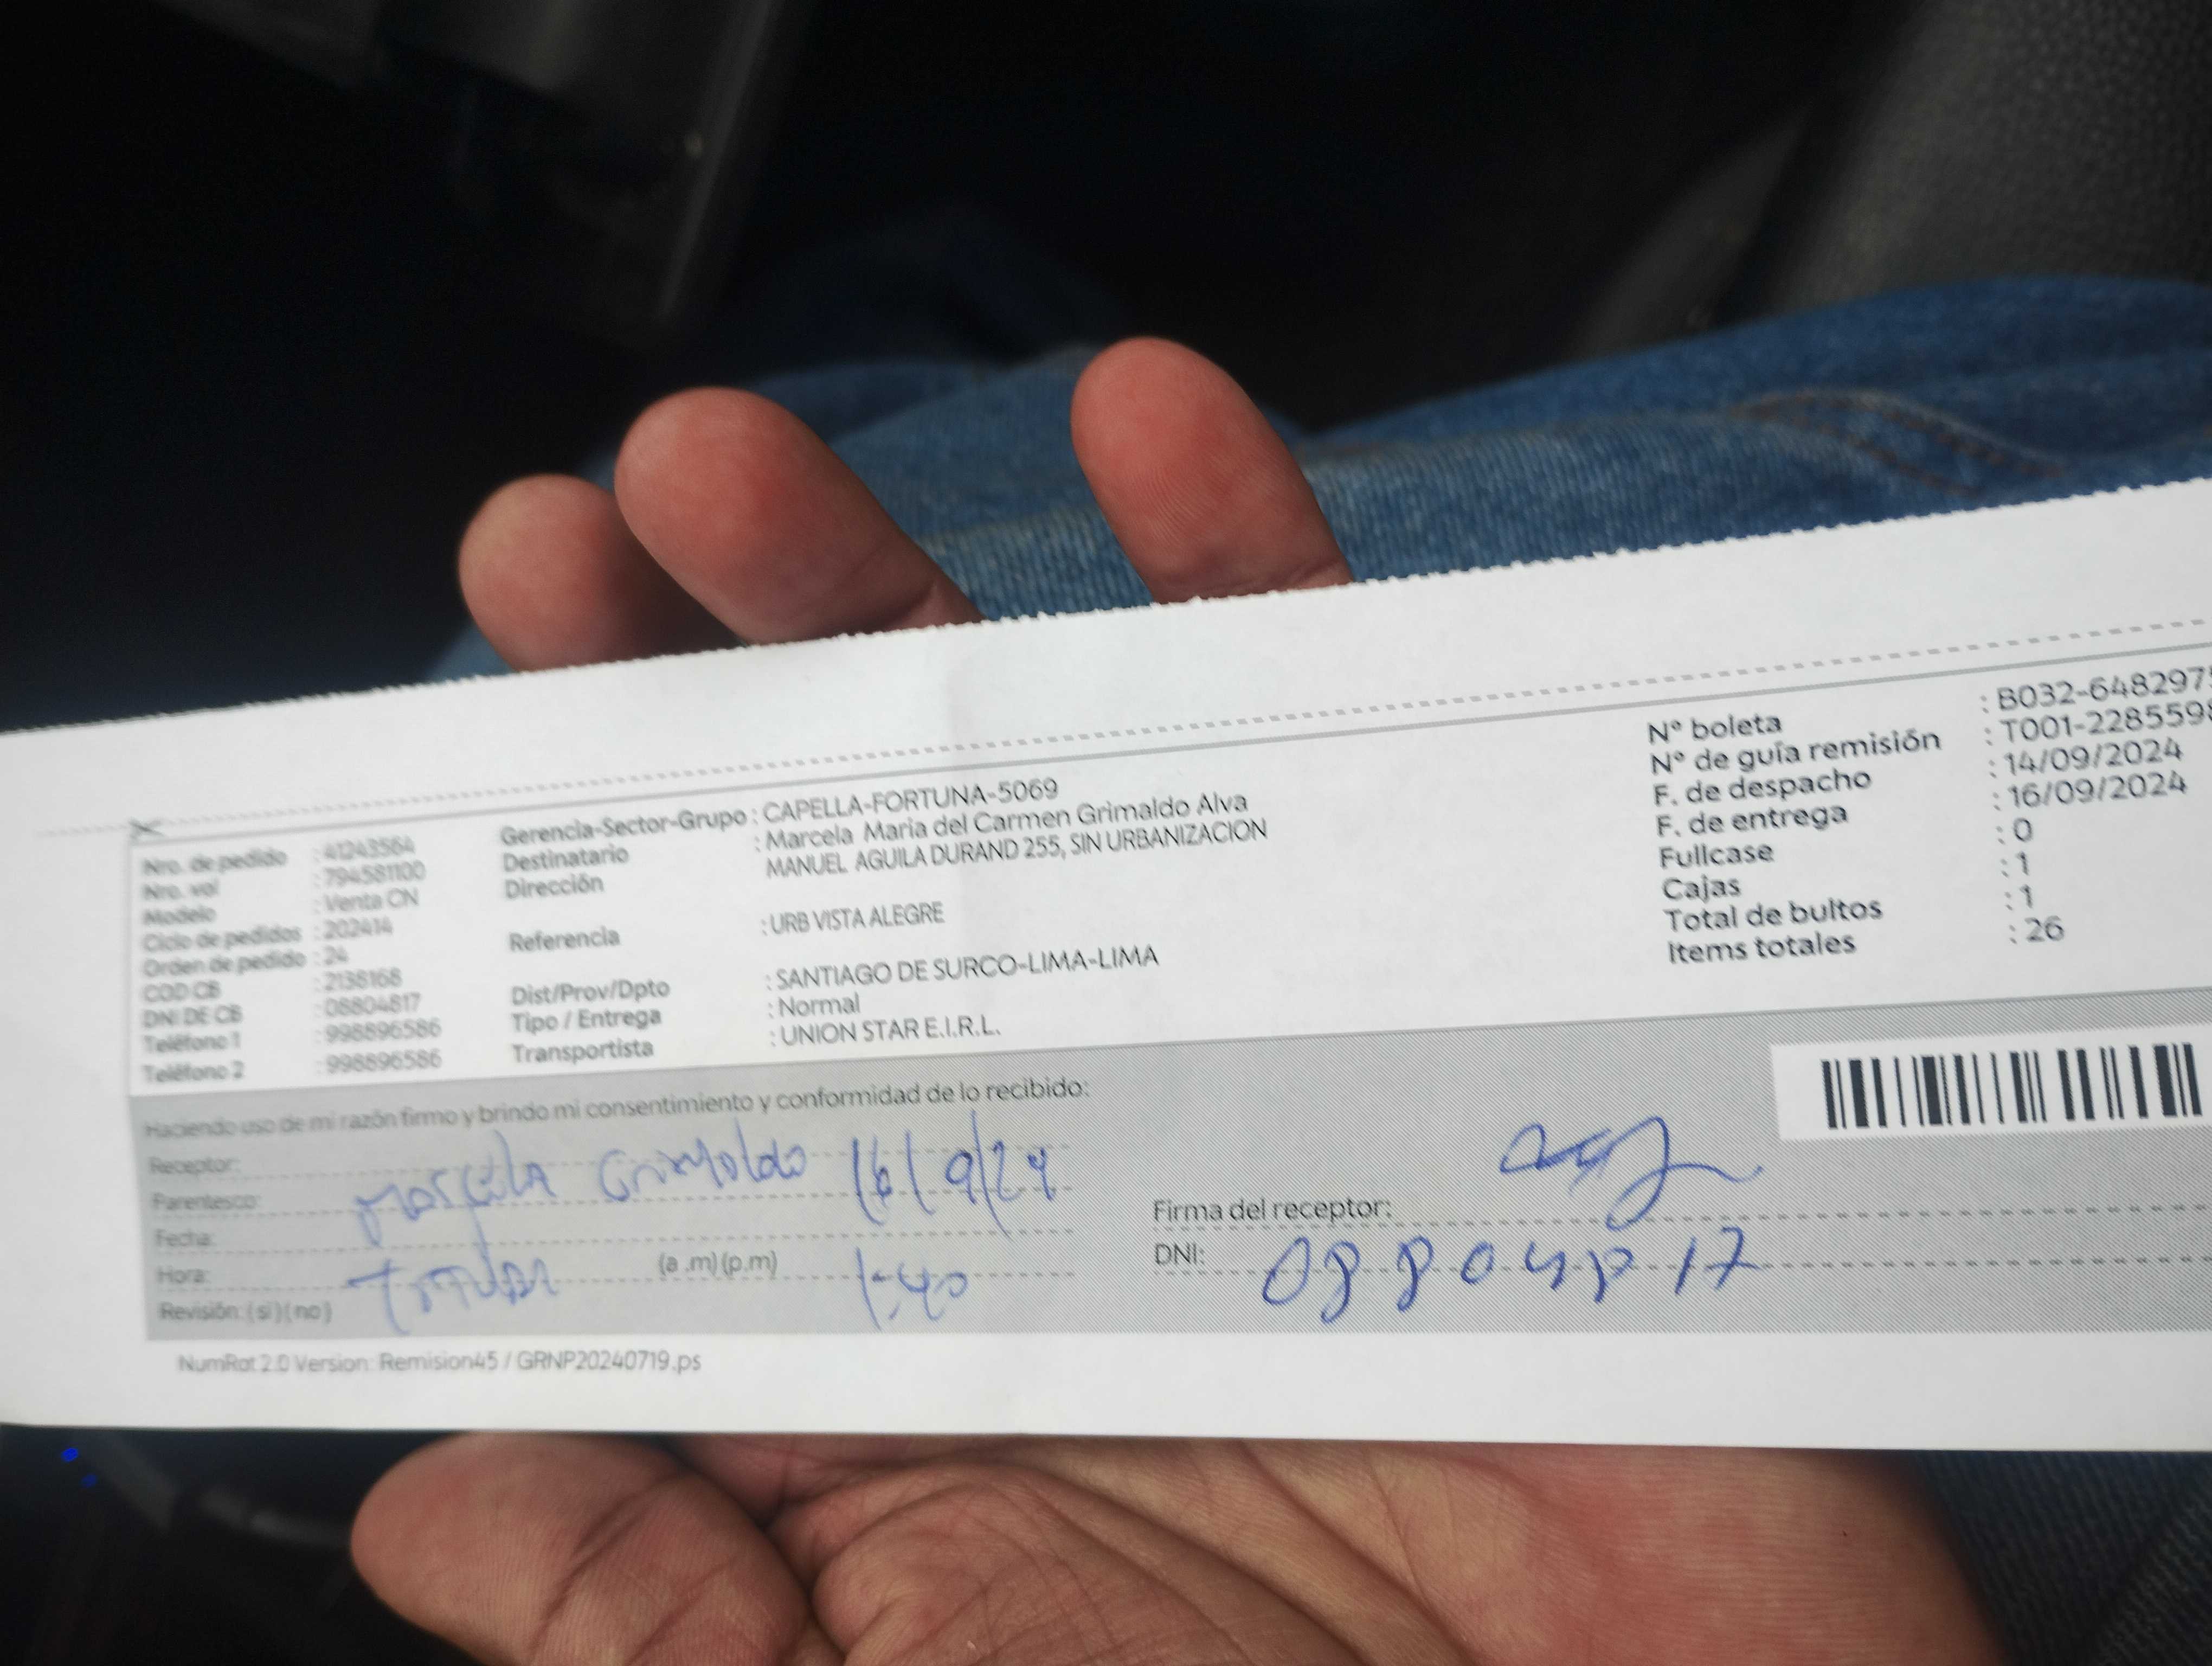 Nro. de pedido : 41243564
Nro. vol : 794581100
Modelo : Venta CN
Ciclo de pedidos : 202414
Orden de pedido : 24
COD CB : 2138168
DNI DE CB : 08804817
Teléfono 1 : 998896586
Teléfono 2 : 998896586
Gerencia-Sector-Grupo : CAPELLA-FORTUNA-5069
Destinatario : Marcela Maria del Carmen Grimaldo Alva
Dirección MANUEL AGUILA DURAND 255, SIN URBANIZACION
Referencia : URB VISTA ALEGRE
Dist/Prov/Dpto : SANTIAGO DE SURCO-LIMA-LIMA
Tipo / Entrega : Normal
Transportista : UNION STAR E.I.R.L.
N° boleta : B032-648297
N° de guía remisión : T001-228559
F. de despacho : 14/09/2024
F. de entrega : 16/09/2024
Fullcase : 0
Cajas : 1
Total de bultos : 1
Items totales : 26
Haciendo uso de mi razón firmo y brindo mi consentimiento y conformidad de lo recibido:
Receptor:
Parentesco: Marcela Grimaldo 16/9/24
Fecha:
Hora: (a .m) (p.m) 1:40
Revisión: ( si ) ( no ) Titular
Firma del receptor:
DNI: 08804817
NumRot 2.0 Version: Remision45 / GRNP20240719.ps